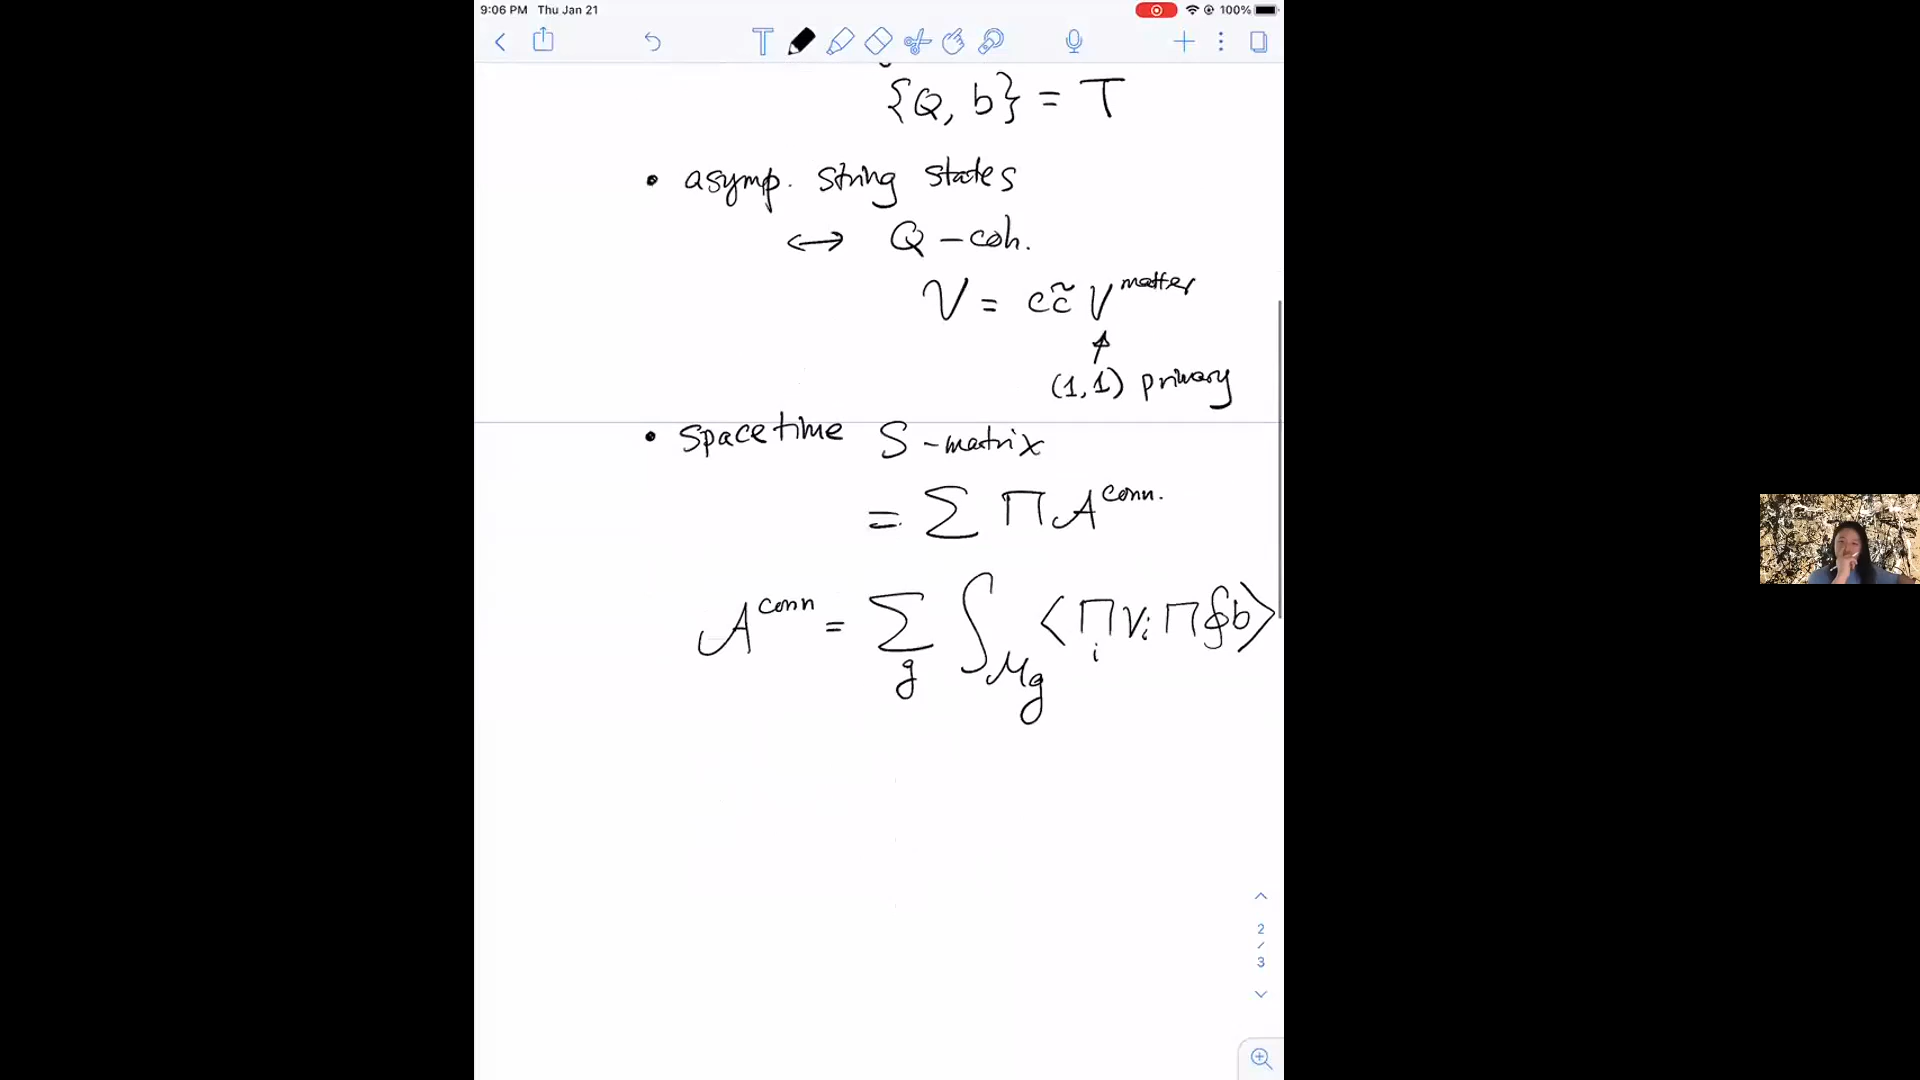 9:06 PM Thu Jan 21
100%
T
{Q, b} = T
• asymp. string states
↔ Q - coh.
V = c c̃ V^matter
↑
(1, 1) primary
• spacetime S-matrix
= Σ Π A^conn.
A^conn = Σ_g ∫_{M_g} ⟨ Π_i V_i Π ∮ b ⟩
2
/
3